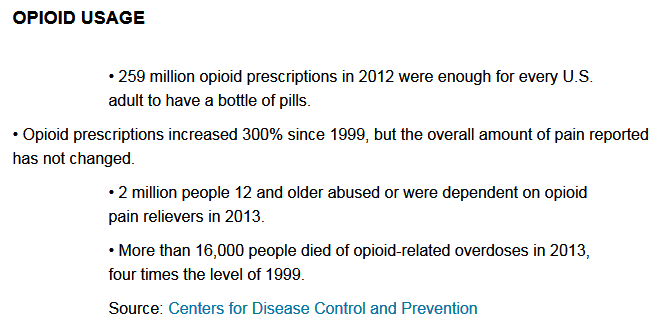 OPIOID USAGE
• 259 million opioid prescriptions in 2012 were enough for every U.S.
adult to have a bottle of pills.
• Opioid prescriptions increased 300% since 1999, but the overall amount of pain reported
has not changed.
• 2 million people 12 and older abused or were dependent on opioid
pain relievers in 2013.
• More than 16,000 people died of opioid-related overdoses in 2013,
four times the level of 1999.
Source: Centers for Disease Control and Prevention